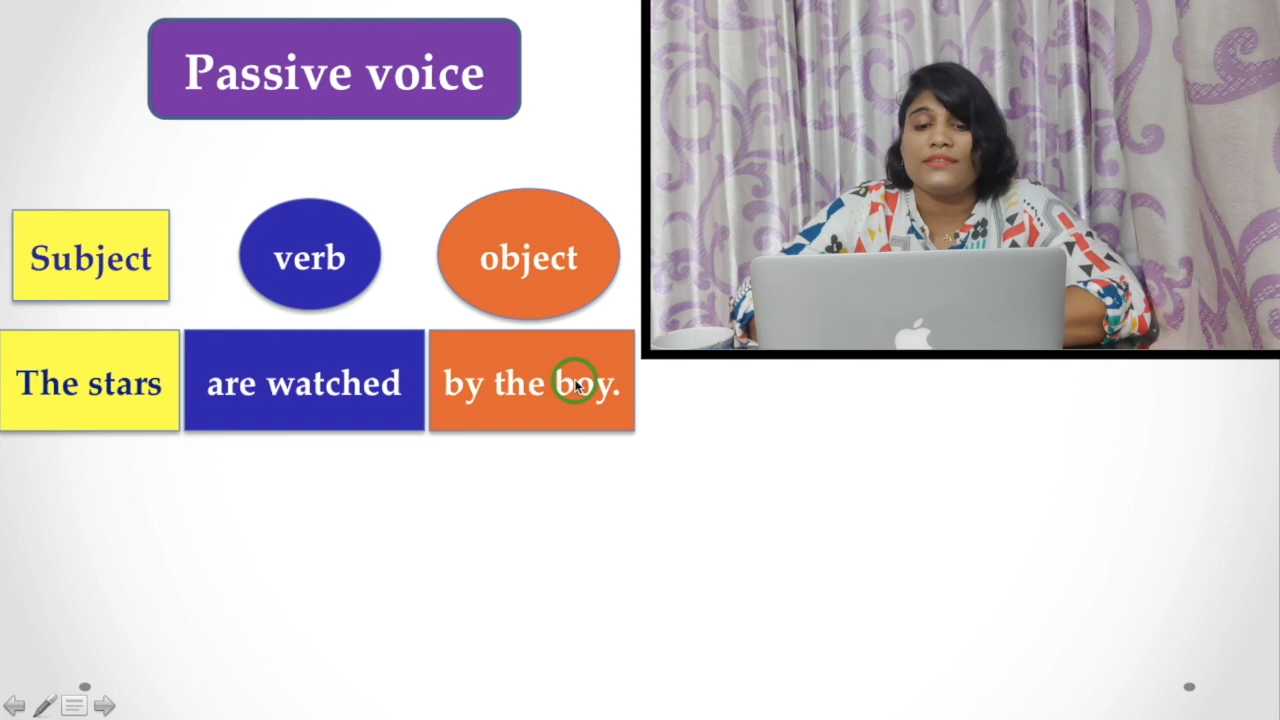 Passive voice
Subject verb object
The stars are watched by the boy.